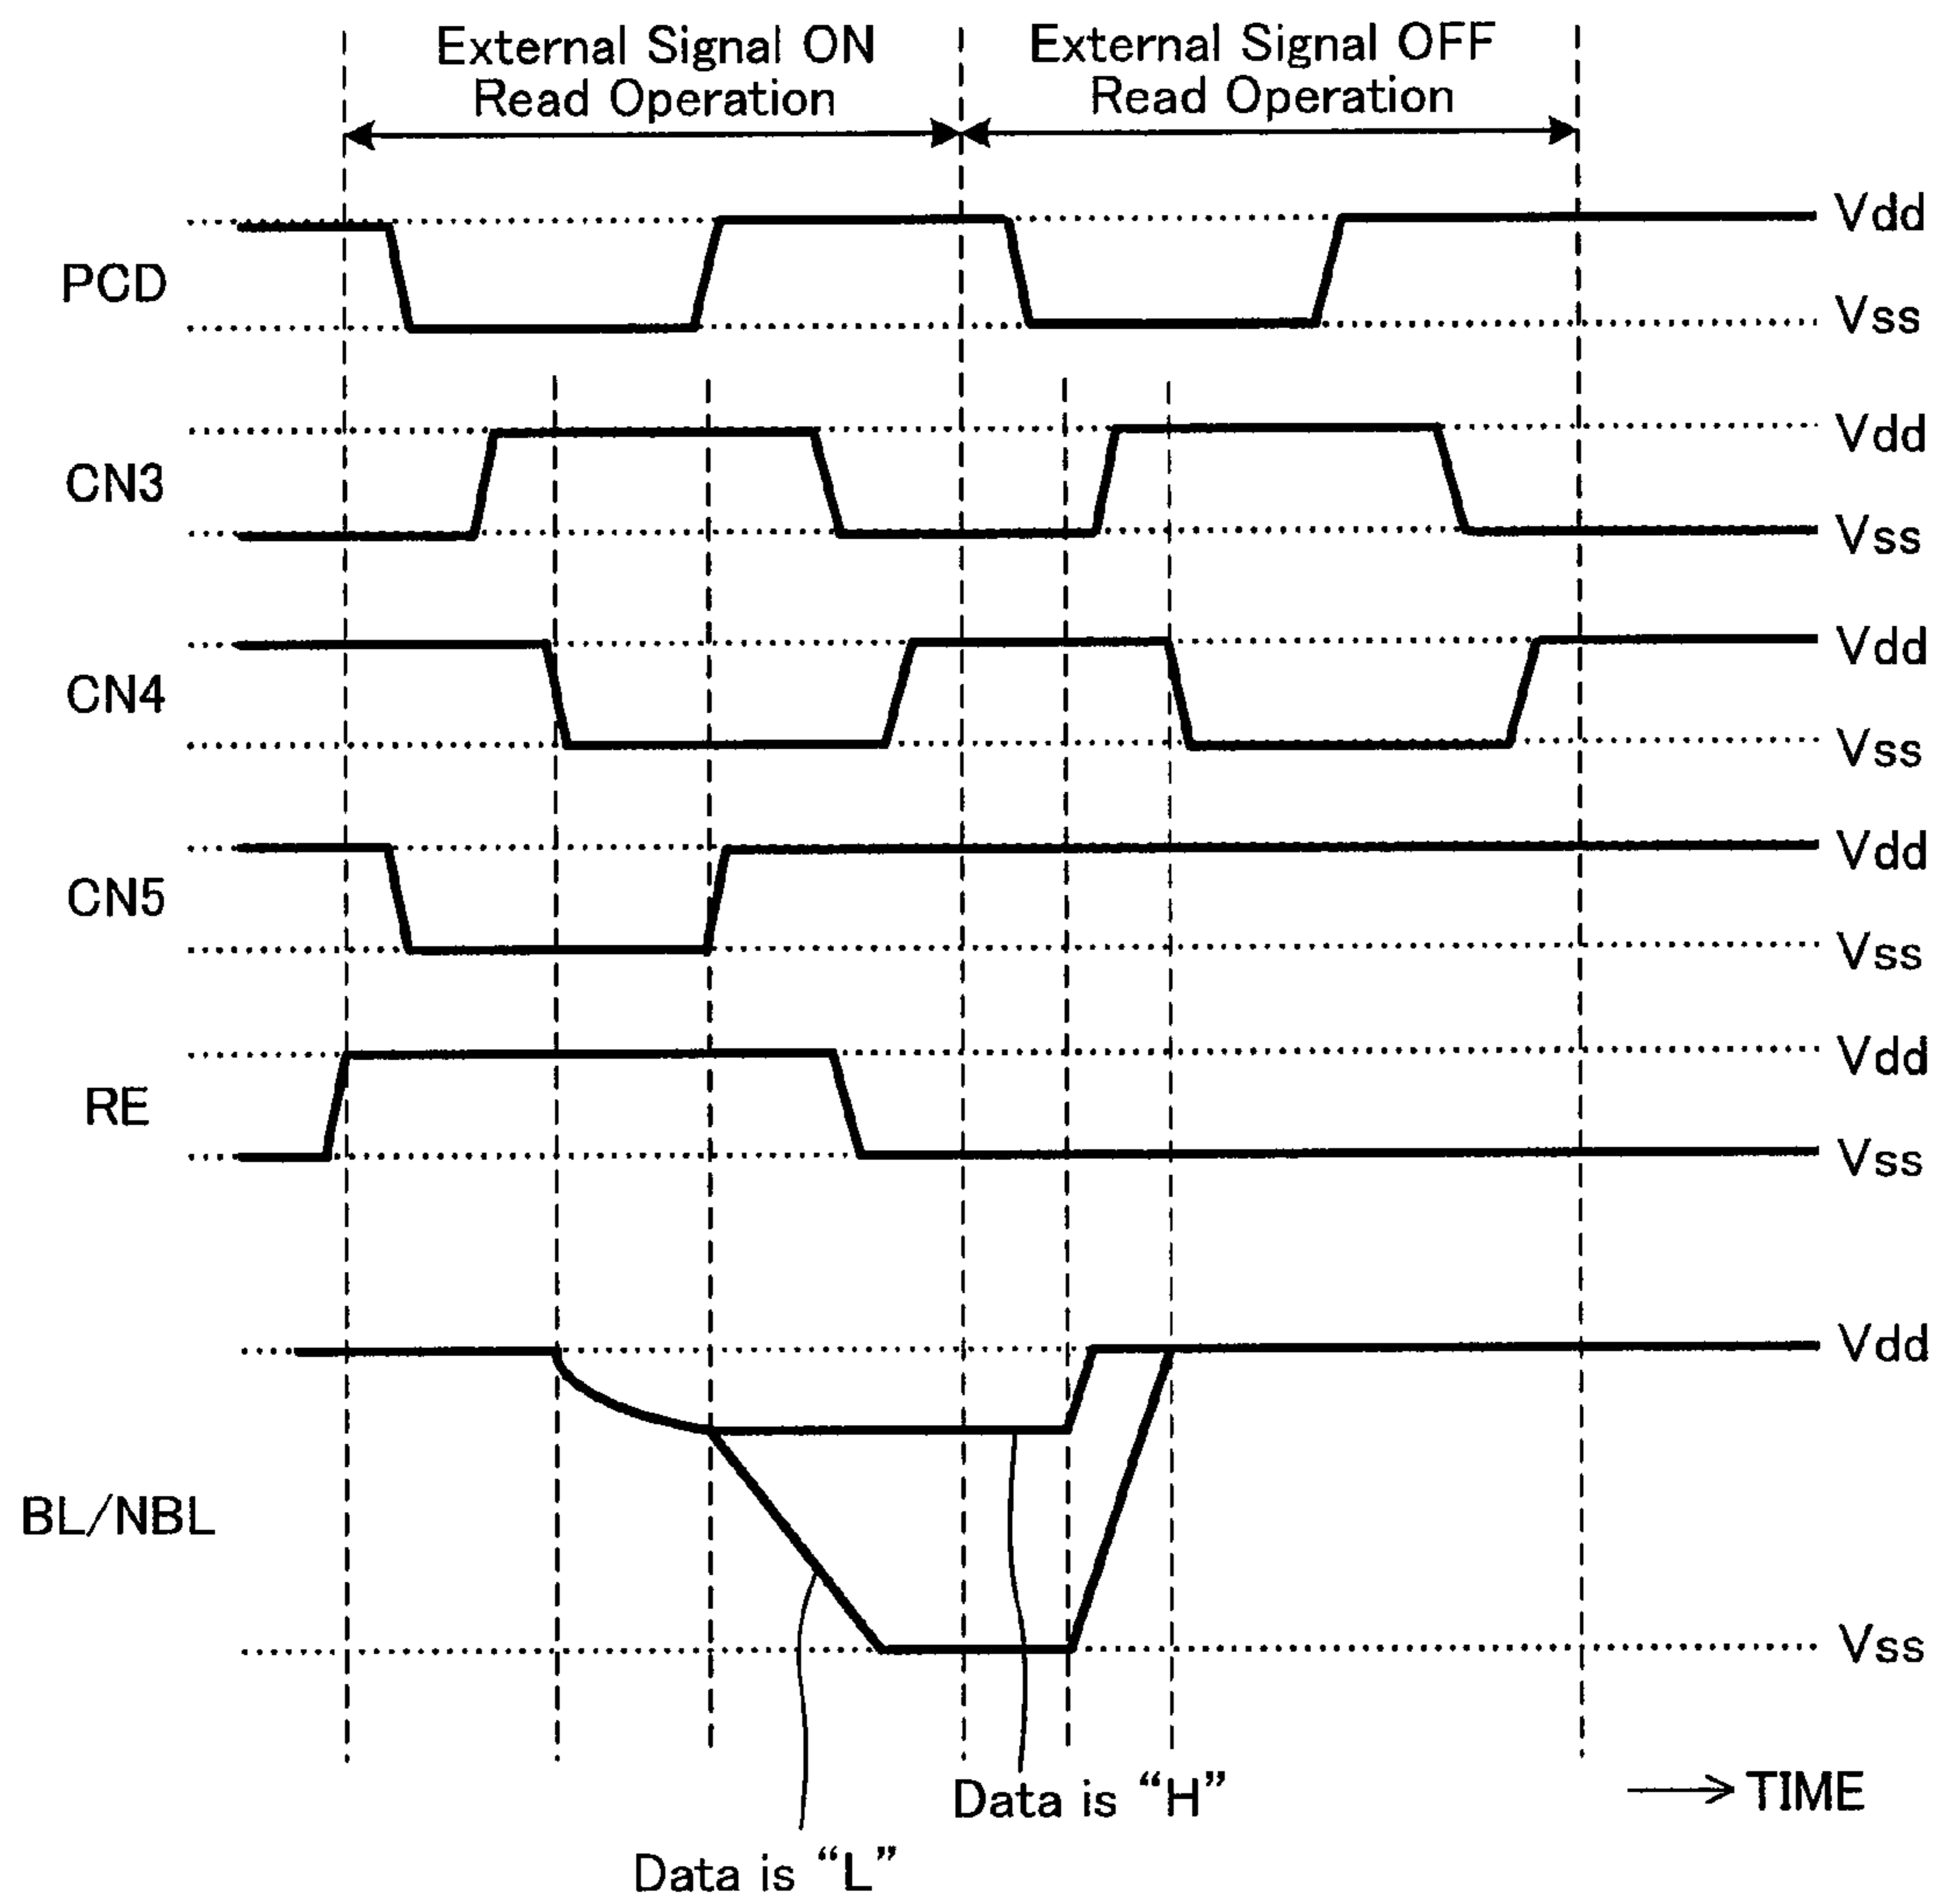 External Signal ON
Read Operation
External Signal OFF
Read Operation
PCD
Vdd
Vss
CN3
Vdd
Vss
CN4
Vdd
Vss
CN5
Vdd
Vss
RE
Vdd
Vss
BL/NBL
Vdd
Vss
Data is “H”
→ TIME
Data is “L”